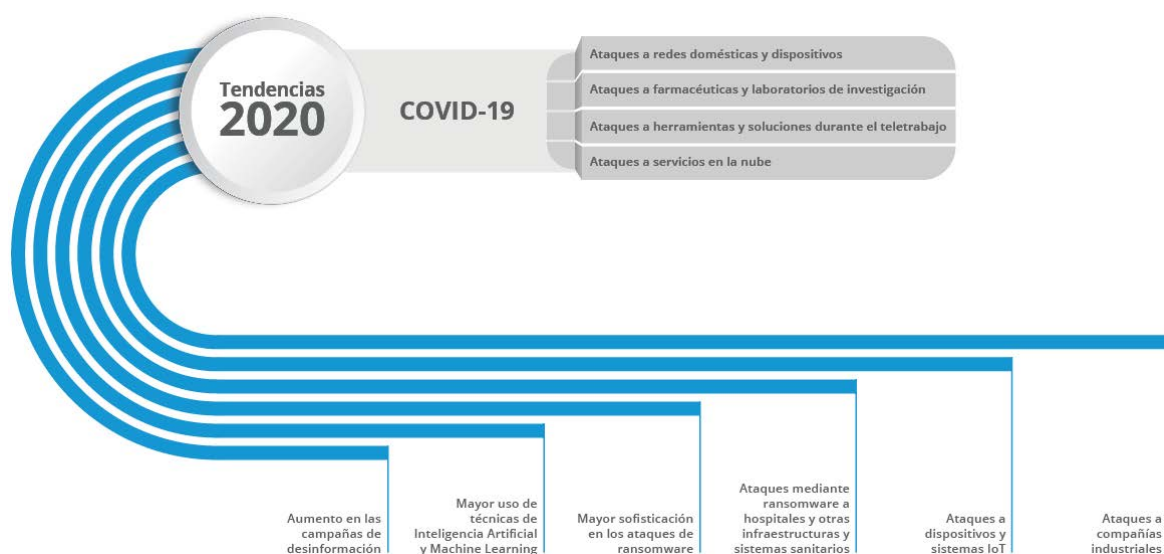 Tendencias
2020
COVID-19
Ataques a redes domésticas y dispositivos
Ataques a farmacéuticas y laboratorios de investigación
Ataques a herramientas y soluciones durante el teletrabajo
Ataques a servicios en la nube
Aumento en las
campañas de
desinformación
Mayor uso de
técnicas de
Inteligencia Artificial
y Machine Learning
Mayor sofisticación
en los ataques de
ransomware
Ataques mediante
ransomware a
hospitales y otras
infraestructuras y
sistemas sanitarios
Ataques a
dispositivos y
sistemas IoT
Ataques a
compañías
industriales